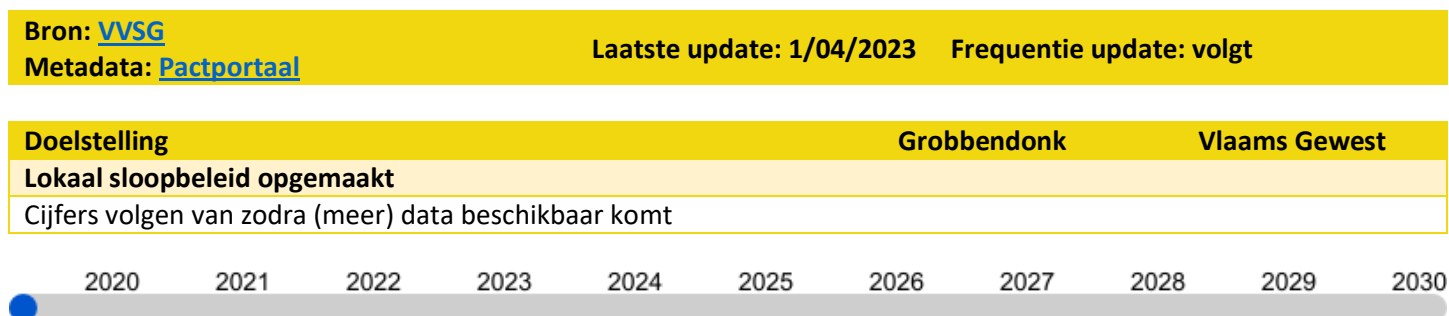 Bron: VVSG
Metadata: Pactportaal
Laatste update: 1/04/2023 Frequentie update: volgt
Doelstelling Grobbendonk Vlaams Gewest
Lokaal sloopbeleid opgemaakt
Cijfers volgen van zodra (meer) data beschikbaar komt
2020 2021 2022 2023 2024 2025 2026 2027 2028 2029 2030